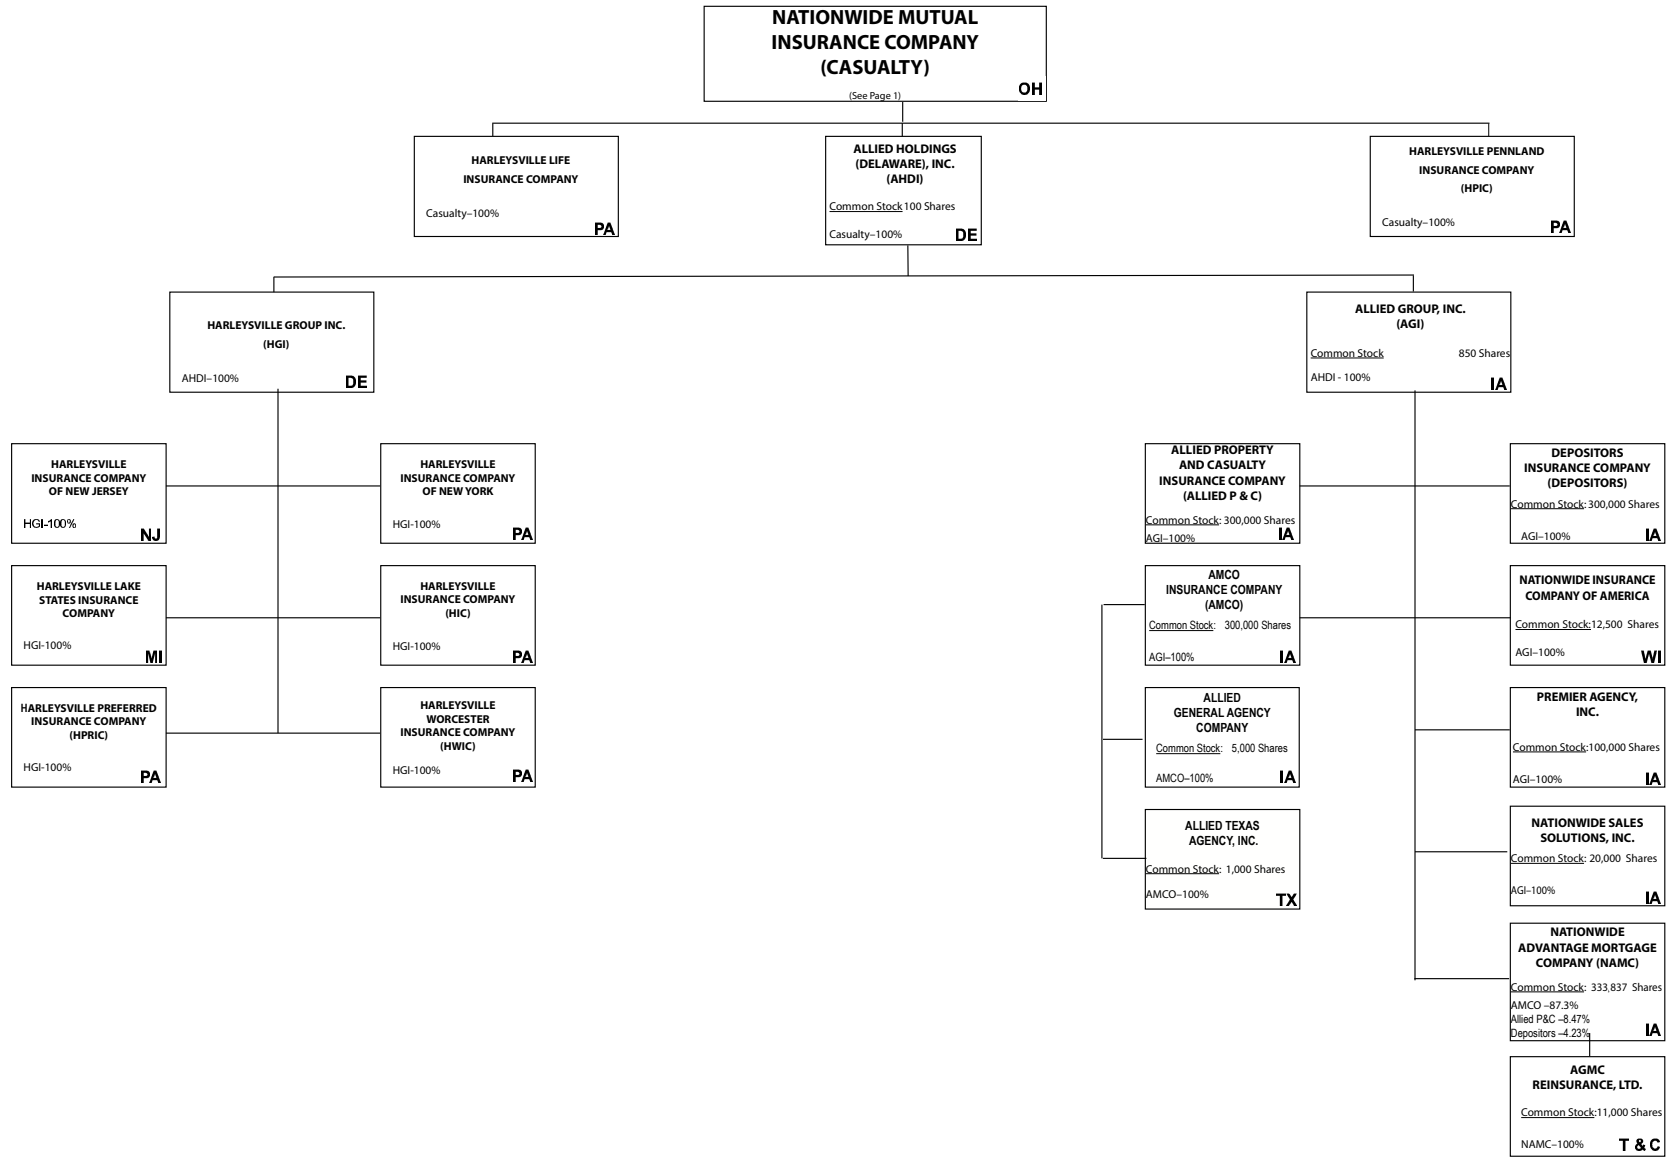 NATIONWIDE MUTUAL
INSURANCE COMPANY
(CASUALTY)
(See Page 1)
OH
HARLEYSVILLE LIFE
INSURANCE COMPANY
Casualty–100%
PA
ALLIED HOLDINGS
(DELAWARE), INC.
(AHDI)
Common Stock 100 Shares
Casualty–100%
DE
HARLEYSVILLE PENNLAND
INSURANCE COMPANY
(HPIC)
Casualty–100%
PA
HARLEYSVILLE GROUP INC.
(HGI)
AHDI–100%
DE
ALLIED GROUP, INC.
(AGI)
Common Stock 850 Shares
AHDI - 100%
IA
HARLEYSVILLE
INSURANCE COMPANY
OF NEW JERSEY
HGI-100%
NJ
HARLEYSVILLE
INSURANCE COMPANY
OF NEW YORK
HGI-100%
PA
ALLIED PROPERTY
AND CASUALTY
INSURANCE COMPANY
(ALLIED P & C)
Common Stock: 300,000 Shares
AGI–100%
IA
DEPOSITORS
INSURANCE COMPANY
(DEPOSITORS)
Common Stock: 300,000 Shares
AGI–100%
IA
HARLEYSVILLE LAKE
STATES INSURANCE
COMPANY
HGI-100%
MI
HARLEYSVILLE
INSURANCE COMPANY
(HIC)
HGI-100%
PA
AMCO
INSURANCE COMPANY
(AMCO)
Common Stock: 300,000 Shares
AGI–100%
IA
NATIONWIDE INSURANCE
COMPANY OF AMERICA
Common Stock:12,500 Shares
AGI–100%
WI
HARLEYSVILLE PREFERRED
INSURANCE COMPANY
(HPRIC)
HGI-100%
PA
HARLEYSVILLE
WORCESTER
INSURANCE COMPANY
(HWIC)
HGI-100%
PA
ALLIED
GENERAL AGENCY
COMPANY
Common Stock: 5,000 Shares
AMCO–100%
IA
PREMIER AGENCY,
INC.
Common Stock:100,000 Shares
AGI–100%
IA
ALLIED TEXAS
AGENCY, INC.
Common Stock: 1,000 Shares
AMCO–100%
TX
NATIONWIDE SALES
SOLUTIONS, INC.
Common Stock: 20,000 Shares
AGI–100%
IA
NATIONWIDE
ADVANTAGE MORTGAGE
COMPANY (NAMC)
Common Stock: 333,837 Shares
AMCO –87.3%
Allied P&C –8.47%
Depositors –4.23%
IA
AGMC
REINSURANCE, LTD.
Common Stock:11,000 Shares
NAMC–100%
T & C